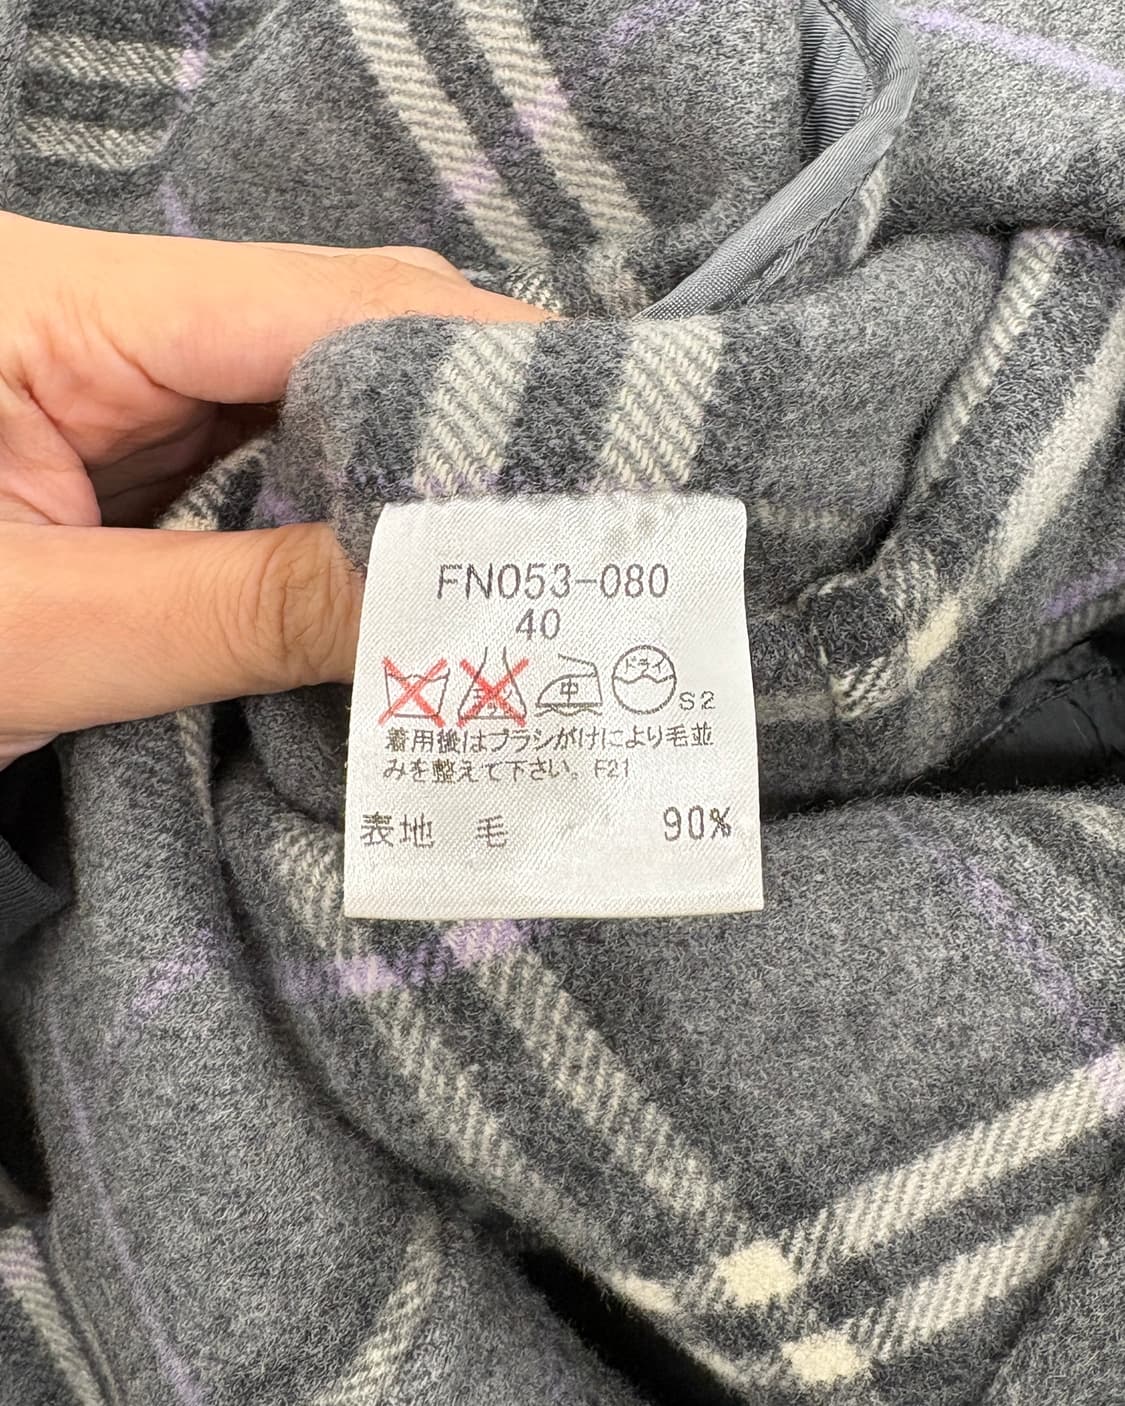 FN053-080
40
中 ドライ S2
着用後はブラシがけにより毛並
みを整えて下さい。F21
表地 毛 90%